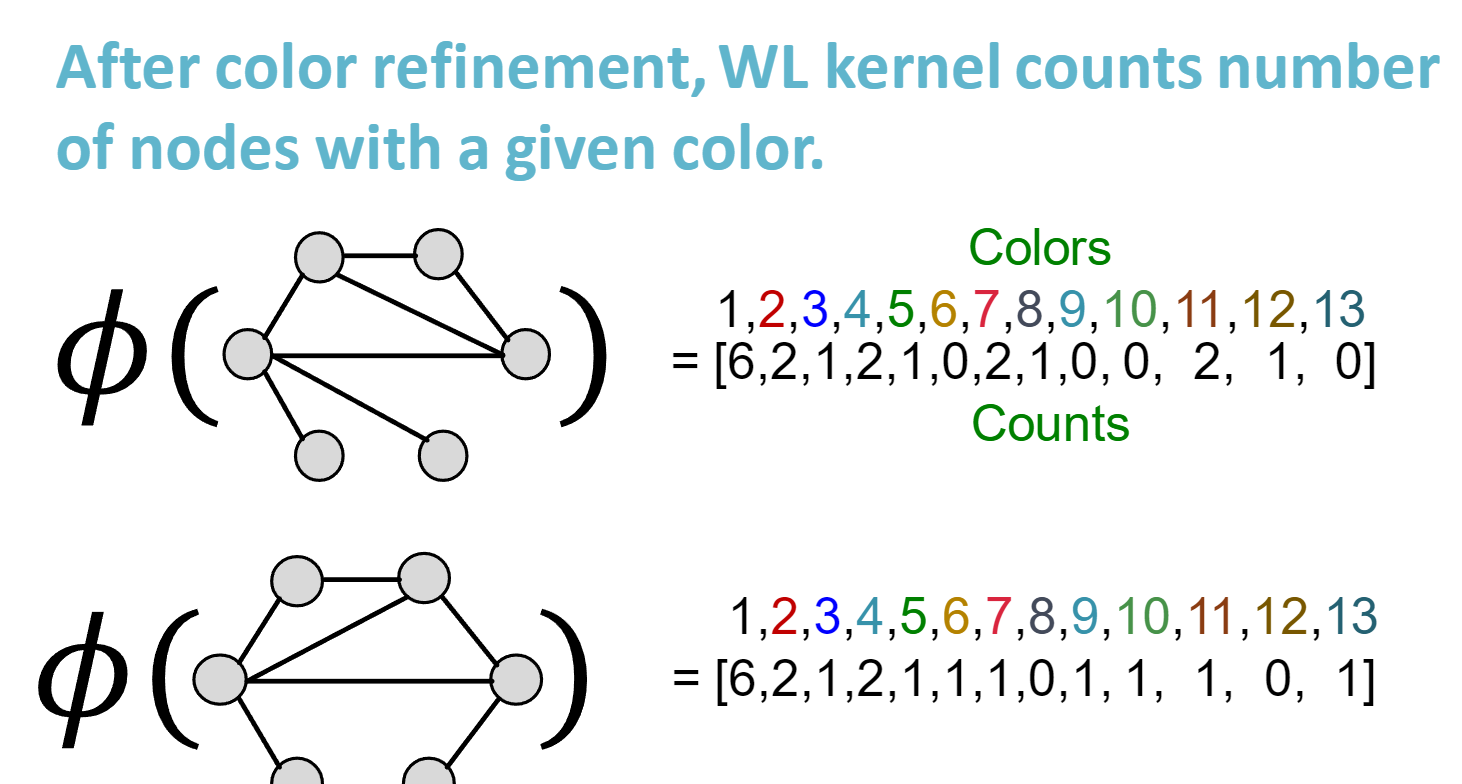 After color refinement, WL kernel counts number
of nodes with a given color.
Colors
1,2,3,4,5,6,7,8,9,10,11,12,13
ϕ( ) = [6,2,1,2,1,0,2,1,0, 0, 2, 1, 0]
Counts
1,2,3,4,5,6,7,8,9,10,11,12,13
ϕ( ) = [6,2,1,2,1,1,1,0,1, 1, 1, 0, 1]